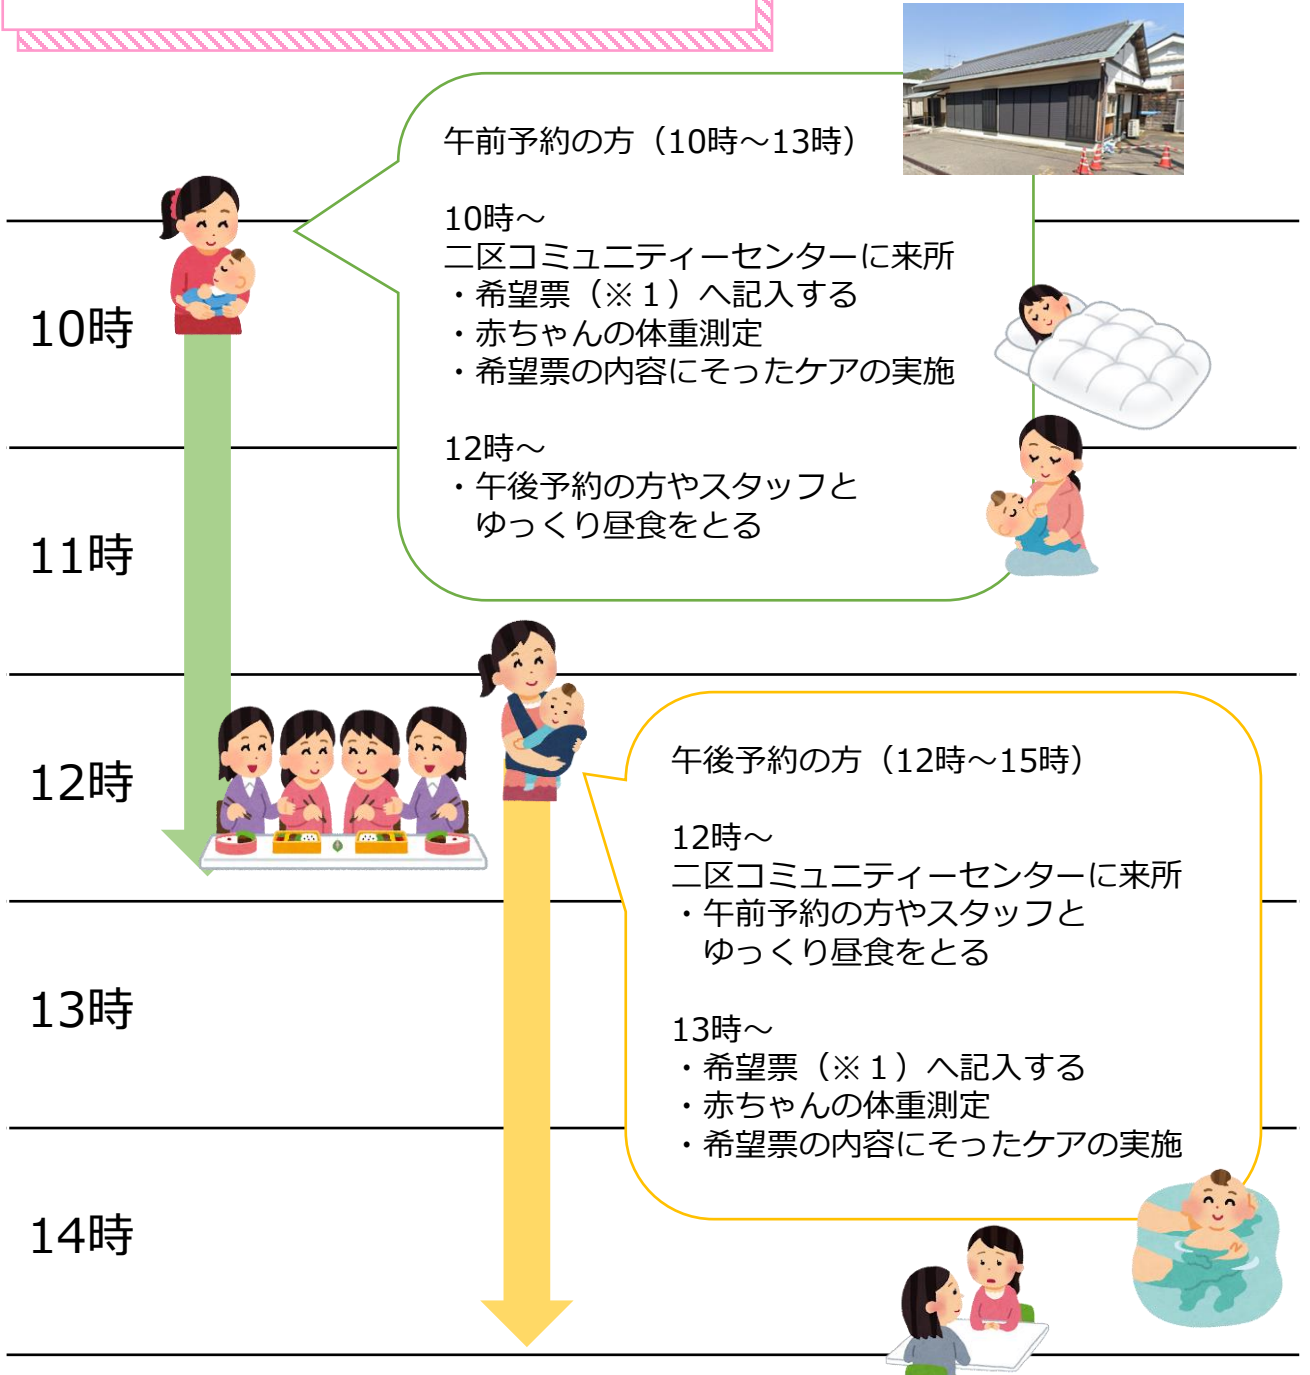 午前予約の方（10時～13時）
10時～
二区コミュニティーセンターに来所
・希望票（※１）へ記入する
・赤ちゃんの体重測定
・希望票の内容にそったケアの実施
12時～
・午後予約の方やスタッフと
ゆっくり昼食をとる
10時
11時
12時
午後予約の方（12時～15時）
12時～
二区コミュニティーセンターに来所
・午前予約の方やスタッフと
ゆっくり昼食をとる
13時～
・希望票（※１）へ記入する
・赤ちゃんの体重測定
・希望票の内容にそったケアの実施
13時
14時